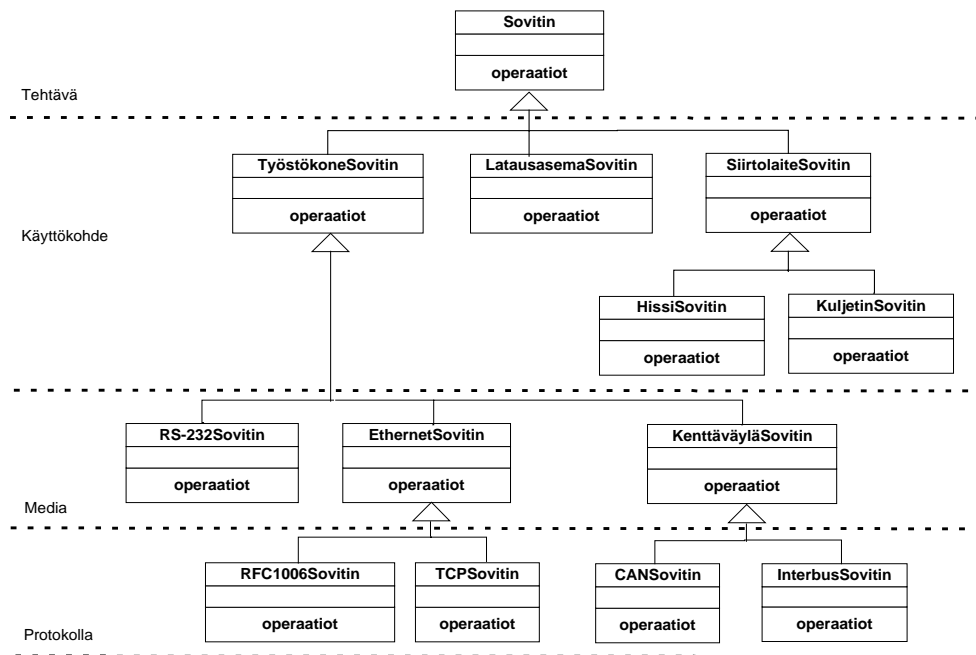 Sovitin
operaatiot
Tehtävä
TyöstökoneSovitin
operaatiot
LatausasemaSovitin
operaatiot
SiirtolaiteSovitin
operaatiot
Käyttökohde
HissiSovitin
operaatiot
KuljetinSovitin
operaatiot
RS-232Sovitin
operaatiot
EthernetSovitin
operaatiot
KenttäväyläSovitin
operaatiot
Media
RFC1006Sovitin
operaatiot
TCPSovitin
operaatiot
CANSovitin
operaatiot
InterbusSovitin
operaatiot
Protokolla